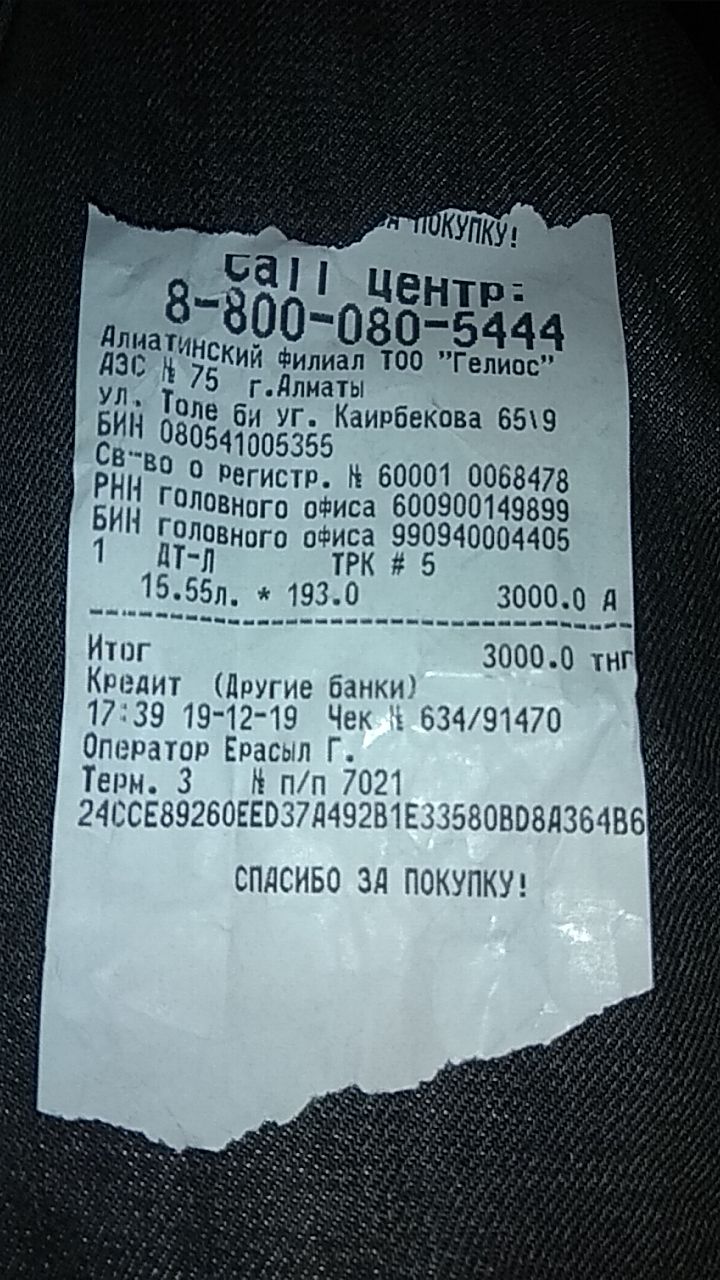 ЗА ПОКУПКУ!
Call центр:
8-800-080-5444
Алматинский филиал ТОО "Гелиос"
АЗС № 75 г.Алматы
ул. Толе би уг. Каирбекова 65\9
БИН 080541005355
Св-во о регистр. № 60001 0068478
РНН головного офиса 600900149899
БИН головного офиса 990940004405
1 ДТ-Л ТРК # 5
15.55л. * 193.0 3000.0 А
Итог 3000.0 тнг
Кредит (Другие банки)
17:39 19-12-19 Чек № 634/91470
Оператор Ерасыл Г.
Терм. 3 № п/п 7021
24CCE89260EED37A492B1E33580BD8A364B6
СПАСИБО ЗА ПОКУПКУ!